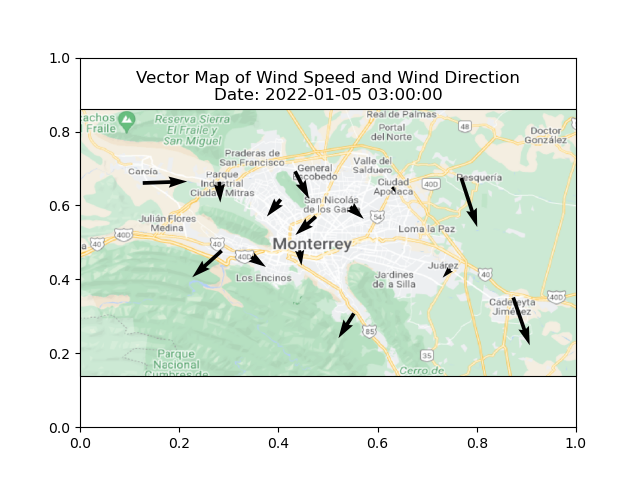 Vector Map of Wind Speed and Wind Direction
Date: 2022-01-05 03:00:00
1.0
0.8
0.6
0.4
0.2
0.0
0.0 0.2 0.4 0.6 0.8 1.0
achos
Fraile
Reserva Sierra
El Fraile y
San Miguel
Real de Palmas
Portal
del Norte
48
Doctor
González
Praderas de
San Francisco
Valle del
Salduero
García
Parque
Industrial
Ciudad Mitras
General
Escobedo
Ciudad
Apodaca
40D
Pesquería
San Nicolás
de los Garza
54
Julián Flores
Medina
Loma la Paz
40
40
Monterrey
40D
Los Encinos
Jardines
de la Silla
Juárez
40
Cadereyta
Jiménez
40D
85
35
Parque
Nacional
Cumbres de
Cerro de